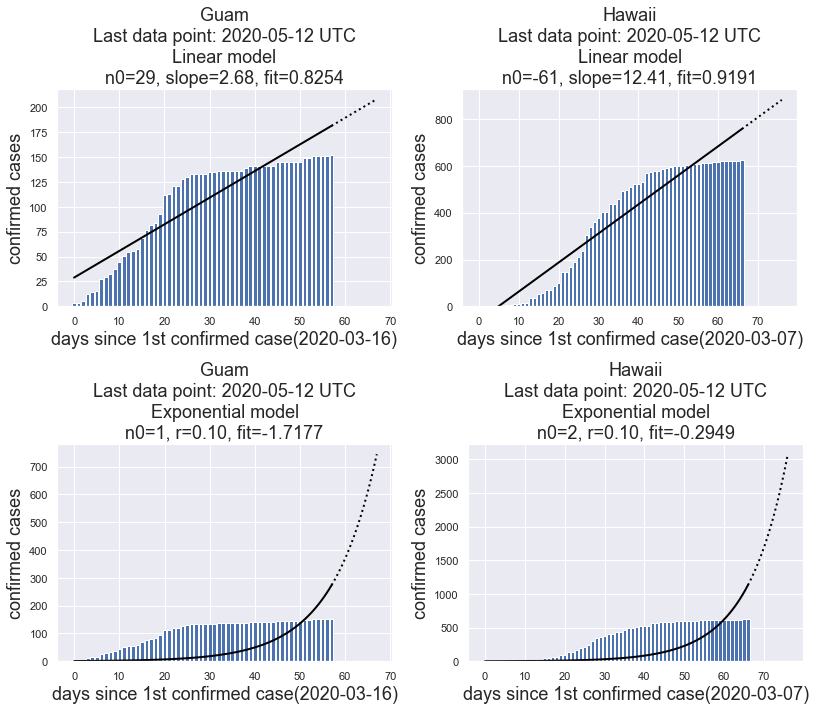 Guam
Last data point: 2020-05-12 UTC
Linear model
n0=29, slope=2.68, fit=0.8254
200
175
150
125
100
75
50
25
0
confirmed cases
0 10 20 30 40 50 60 70
days since 1st confirmed case(2020-03-16)
Hawaii
Last data point: 2020-05-12 UTC
Linear model
n0=-61, slope=12.41, fit=0.9191
800
600
400
200
0
confirmed cases
0 10 20 30 40 50 60 70
days since 1st confirmed case(2020-03-07)
Guam
Last data point: 2020-05-12 UTC
Exponential model
n0=1, r=0.10, fit=-1.7177
700
600
500
400
300
200
100
0
confirmed cases
0 10 20 30 40 50 60 70
days since 1st confirmed case(2020-03-16)
Hawaii
Last data point: 2020-05-12 UTC
Exponential model
n0=2, r=0.10, fit=-0.2949
3000
2500
2000
1500
1000
500
0
confirmed cases
0 10 20 30 40 50 60 70
days since 1st confirmed case(2020-03-07)